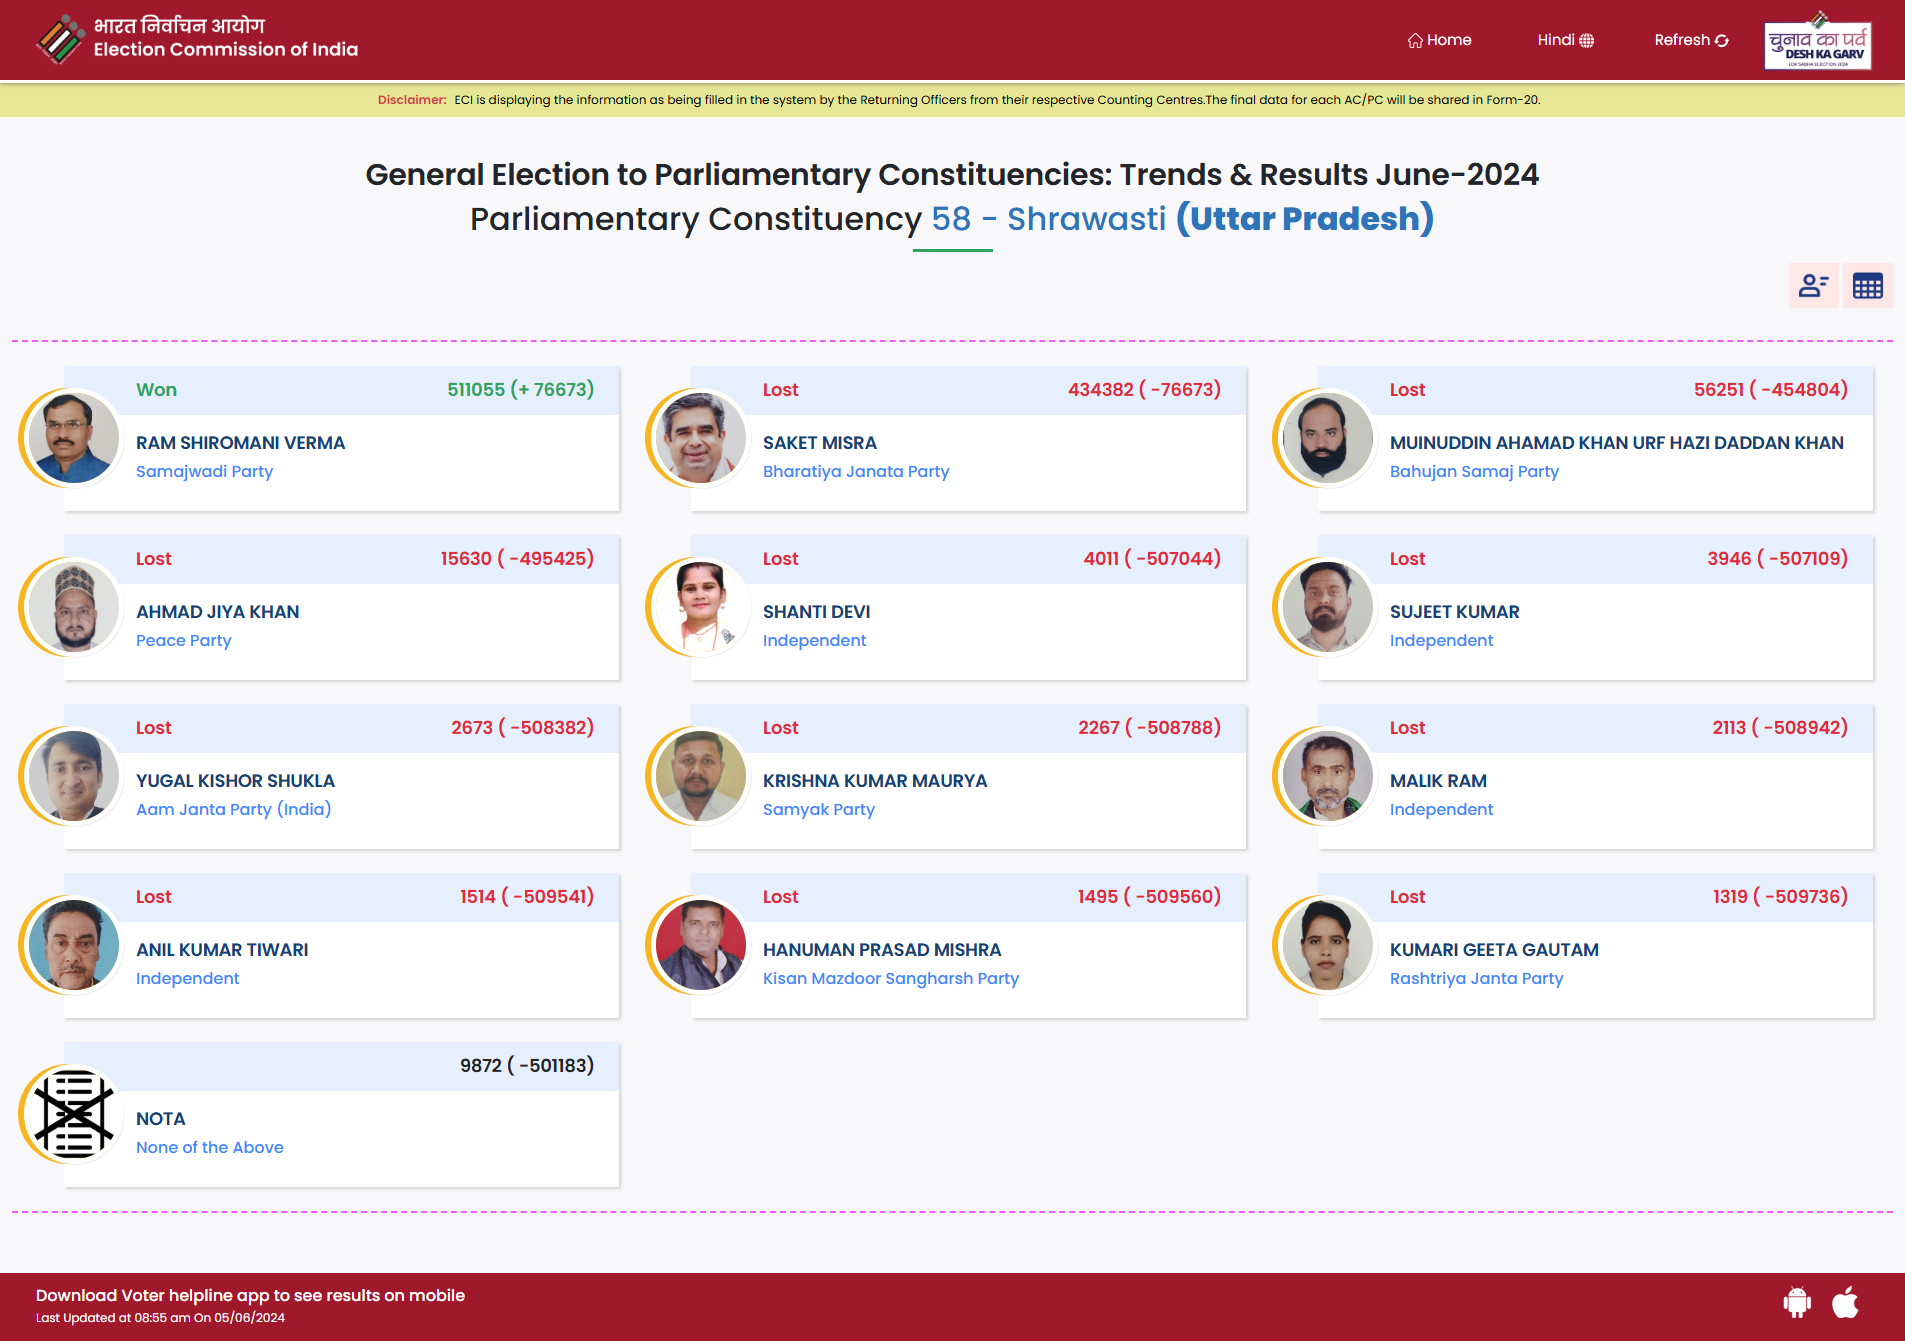 भारत निर्वाचन आयोग
Election Commission of India
Home
Hindi
Refresh
चुनाव का पर्व
DESH KA GARV
LOK SABHA ELECTION 2024
Disclaimer: ECI is displaying the information as being filled in the system by the Returning Officers from their respective Counting Centres.The final data for each AC/PC will be shared in Form-20.
General Election to Parliamentary Constituencies: Trends & Results June-2024
Parliamentary Constituency 58 - Shrawasti (Uttar Pradesh)
Won 511055 (+ 76673)
RAM SHIROMANI VERMA
Samajwadi Party
Lost 434382 ( -76673)
SAKET MISRA
Bharatiya Janata Party
Lost 56251 ( -454804)
MUINUDDIN AHAMAD KHAN URF HAZI DADDAN KHAN
Bahujan Samaj Party
Lost 15630 ( -495425)
AHMAD JIYA KHAN
Peace Party
Lost 4011 ( -507044)
SHANTI DEVI
Independent
Lost 3946 ( -507109)
SUJEET KUMAR
Independent
Lost 2673 ( -508382)
YUGAL KISHOR SHUKLA
Aam Janta Party (India)
Lost 2267 ( -508788)
KRISHNA KUMAR MAURYA
Samyak Party
Lost 2113 ( -508942)
MALIK RAM
Independent
Lost 1514 ( -509541)
ANIL KUMAR TIWARI
Independent
Lost 1495 ( -509560)
HANUMAN PRASAD MISHRA
Kisan Mazdoor Sangharsh Party
Lost 1319 ( -509736)
KUMARI GEETA GAUTAM
Rashtriya Janta Party
9872 ( -501183)
NOTA
None of the Above
Download Voter helpline app to see results on mobile
Last Updated at 08:55 am On 05/06/2024